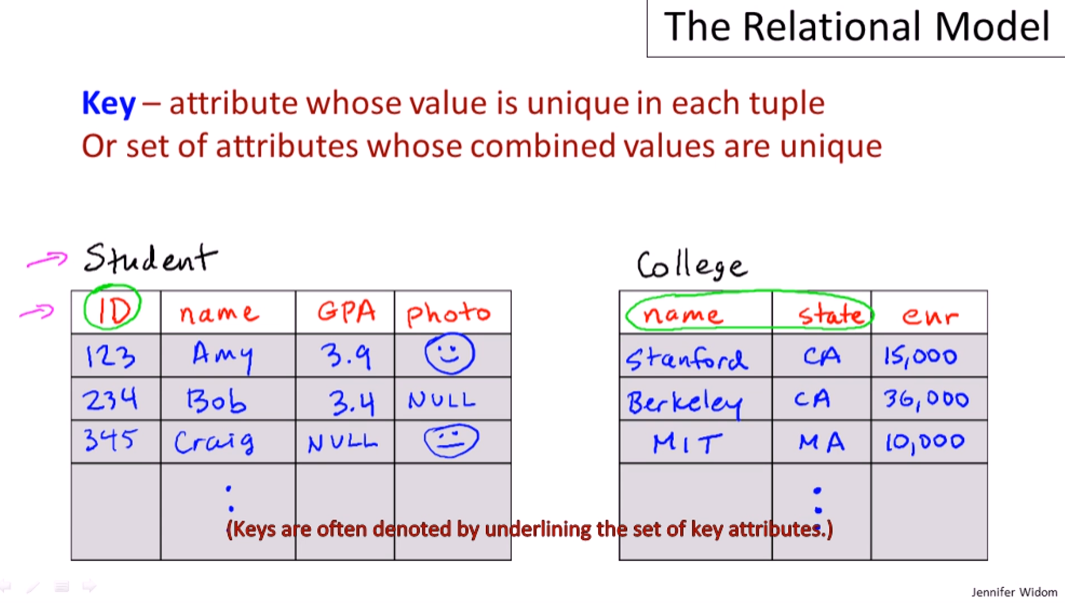 The Relational Model
Key – attribute whose value is unique in each tuple
Or set of attributes whose combined values are unique
Student
ID name GPA photo
123 Amy 3.9
234 Bob 3.4 NULL
345 Craig NULL
College
name state enr
Stanford CA 15,000
Berkeley CA 36,000
MIT MA 10,000
(Keys are often denoted by underlining the set of key attributes.)
Jennifer Widom